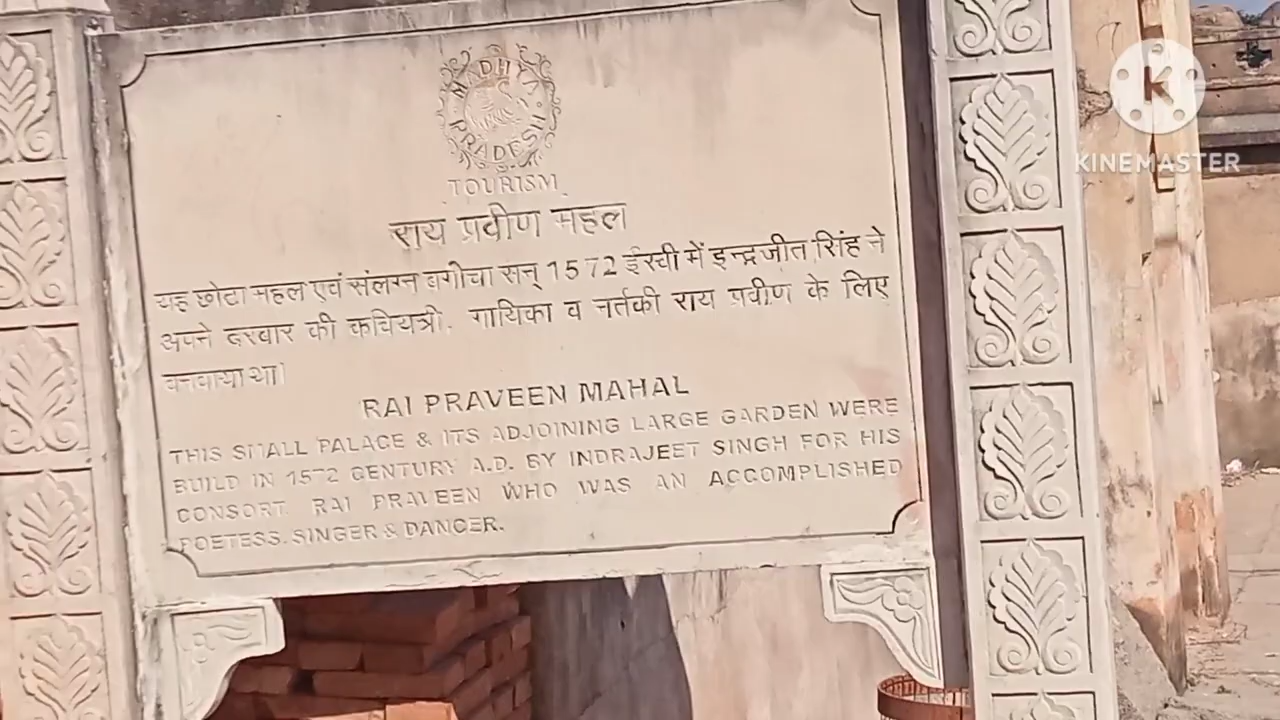 MADHYA PRADESH
TOURISM
राय प्रवीण महल
यह छोटा महल एवं संलग्न बगीचा सन् 1572 ईस्वी में इन्द्रजीत सिंह ने
अपने दरबार की कवियत्री, गायिका व नर्तकी राय प्रवीण के लिए
बनवाया था।
RAI PRAVEEN MAHAL
THIS SMALL PALACE & ITS ADJOINING LARGE GARDEN WERE
BUILD IN 1572 CENTURY A.D. BY INDRAJEET SINGH FOR HIS
CONSORT. RAI PRAVEEN WHO WAS AN ACCOMPLISHED
POETESS. SINGER & DANCER.
K
KINEMASTER